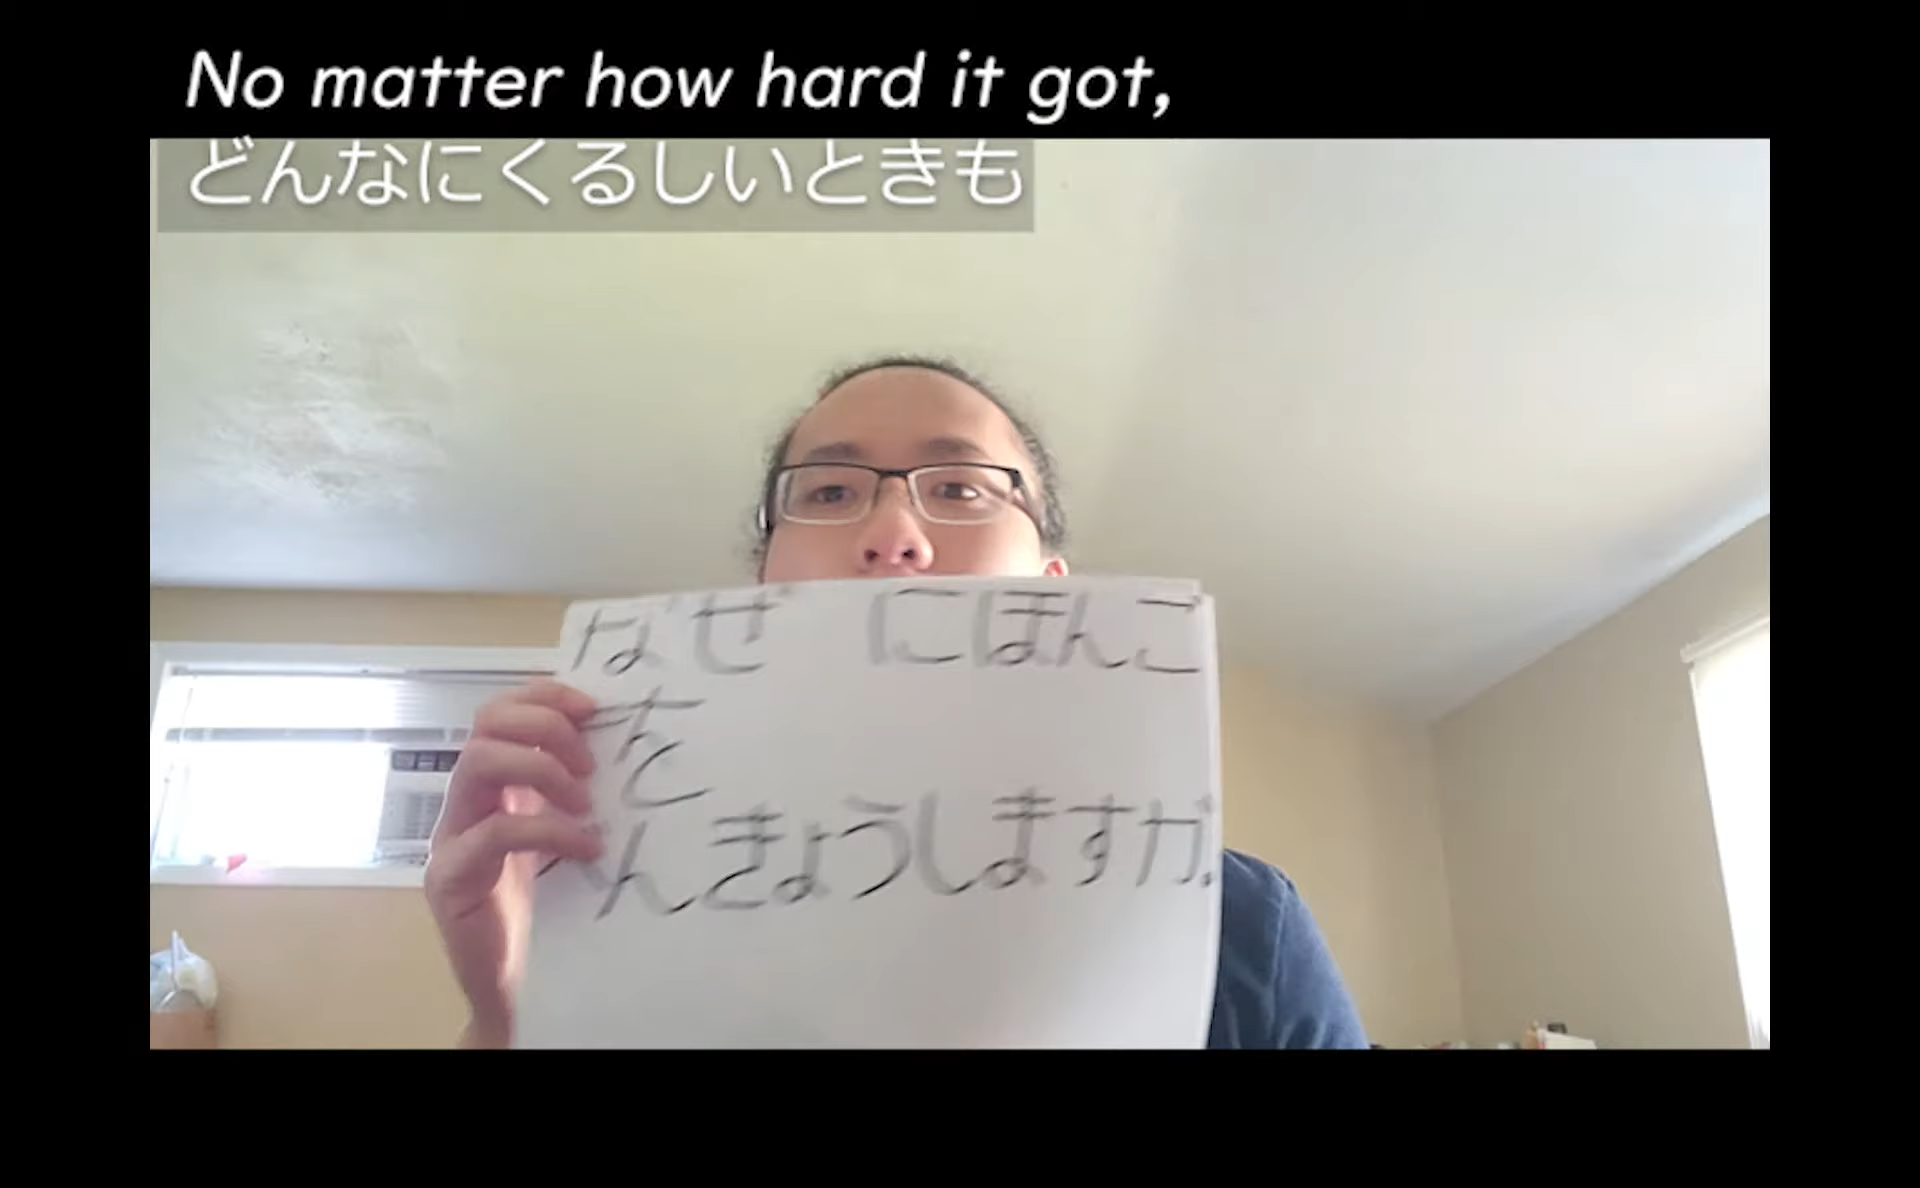 No matter how hard it got,
どんなにくるしいときも
なぜ にほんご
を
べんきょうしますか。